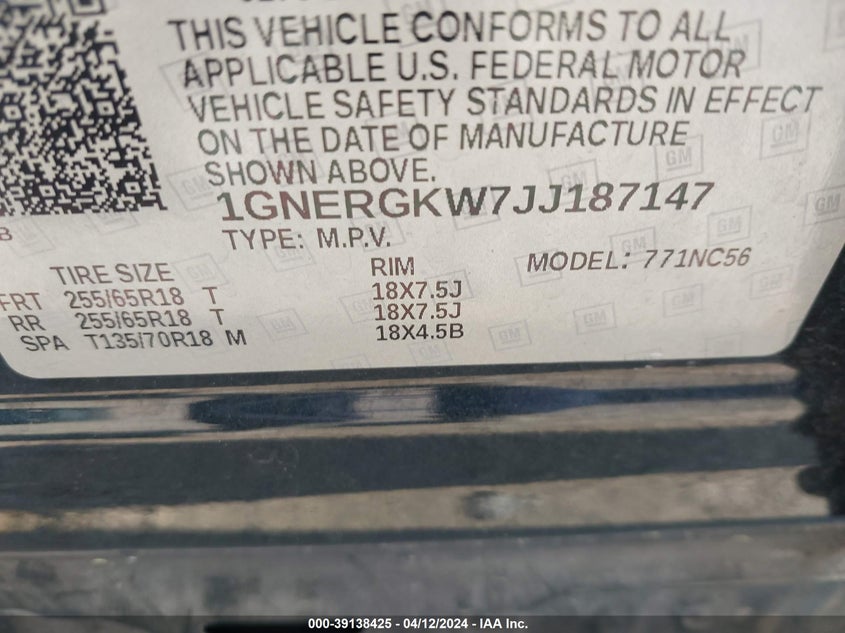 THIS VEHICLE CONFORMS TO ALL
APPLICABLE U.S. FEDERAL MOTOR
VEHICLE SAFETY STANDARDS IN EFFECT
ON THE DATE OF MANUFACTURE
SHOWN ABOVE.
1GNERGKW7JJ187147
B
TYPE: M.P.V.
TIRE SIZE RIM MODEL: 771NC56
FRT 255/65R18 T 18X7.5J
RR 255/65R18 T 18X7.5J
SPA T135/70R18 M 18X4.5B
GM
000-39138425 - 04/12/2024 - IAA Inc.